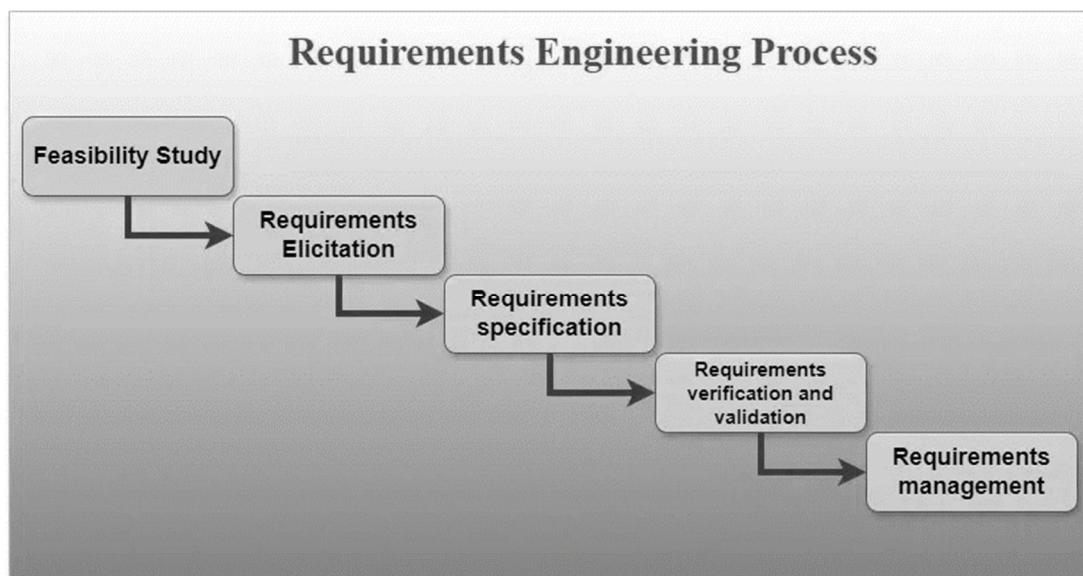 Requirements Engineering Process
Feasibility Study
Requirements
Elicitation
Requirements
specification
Requirements
verification and
validation
Requirements
management